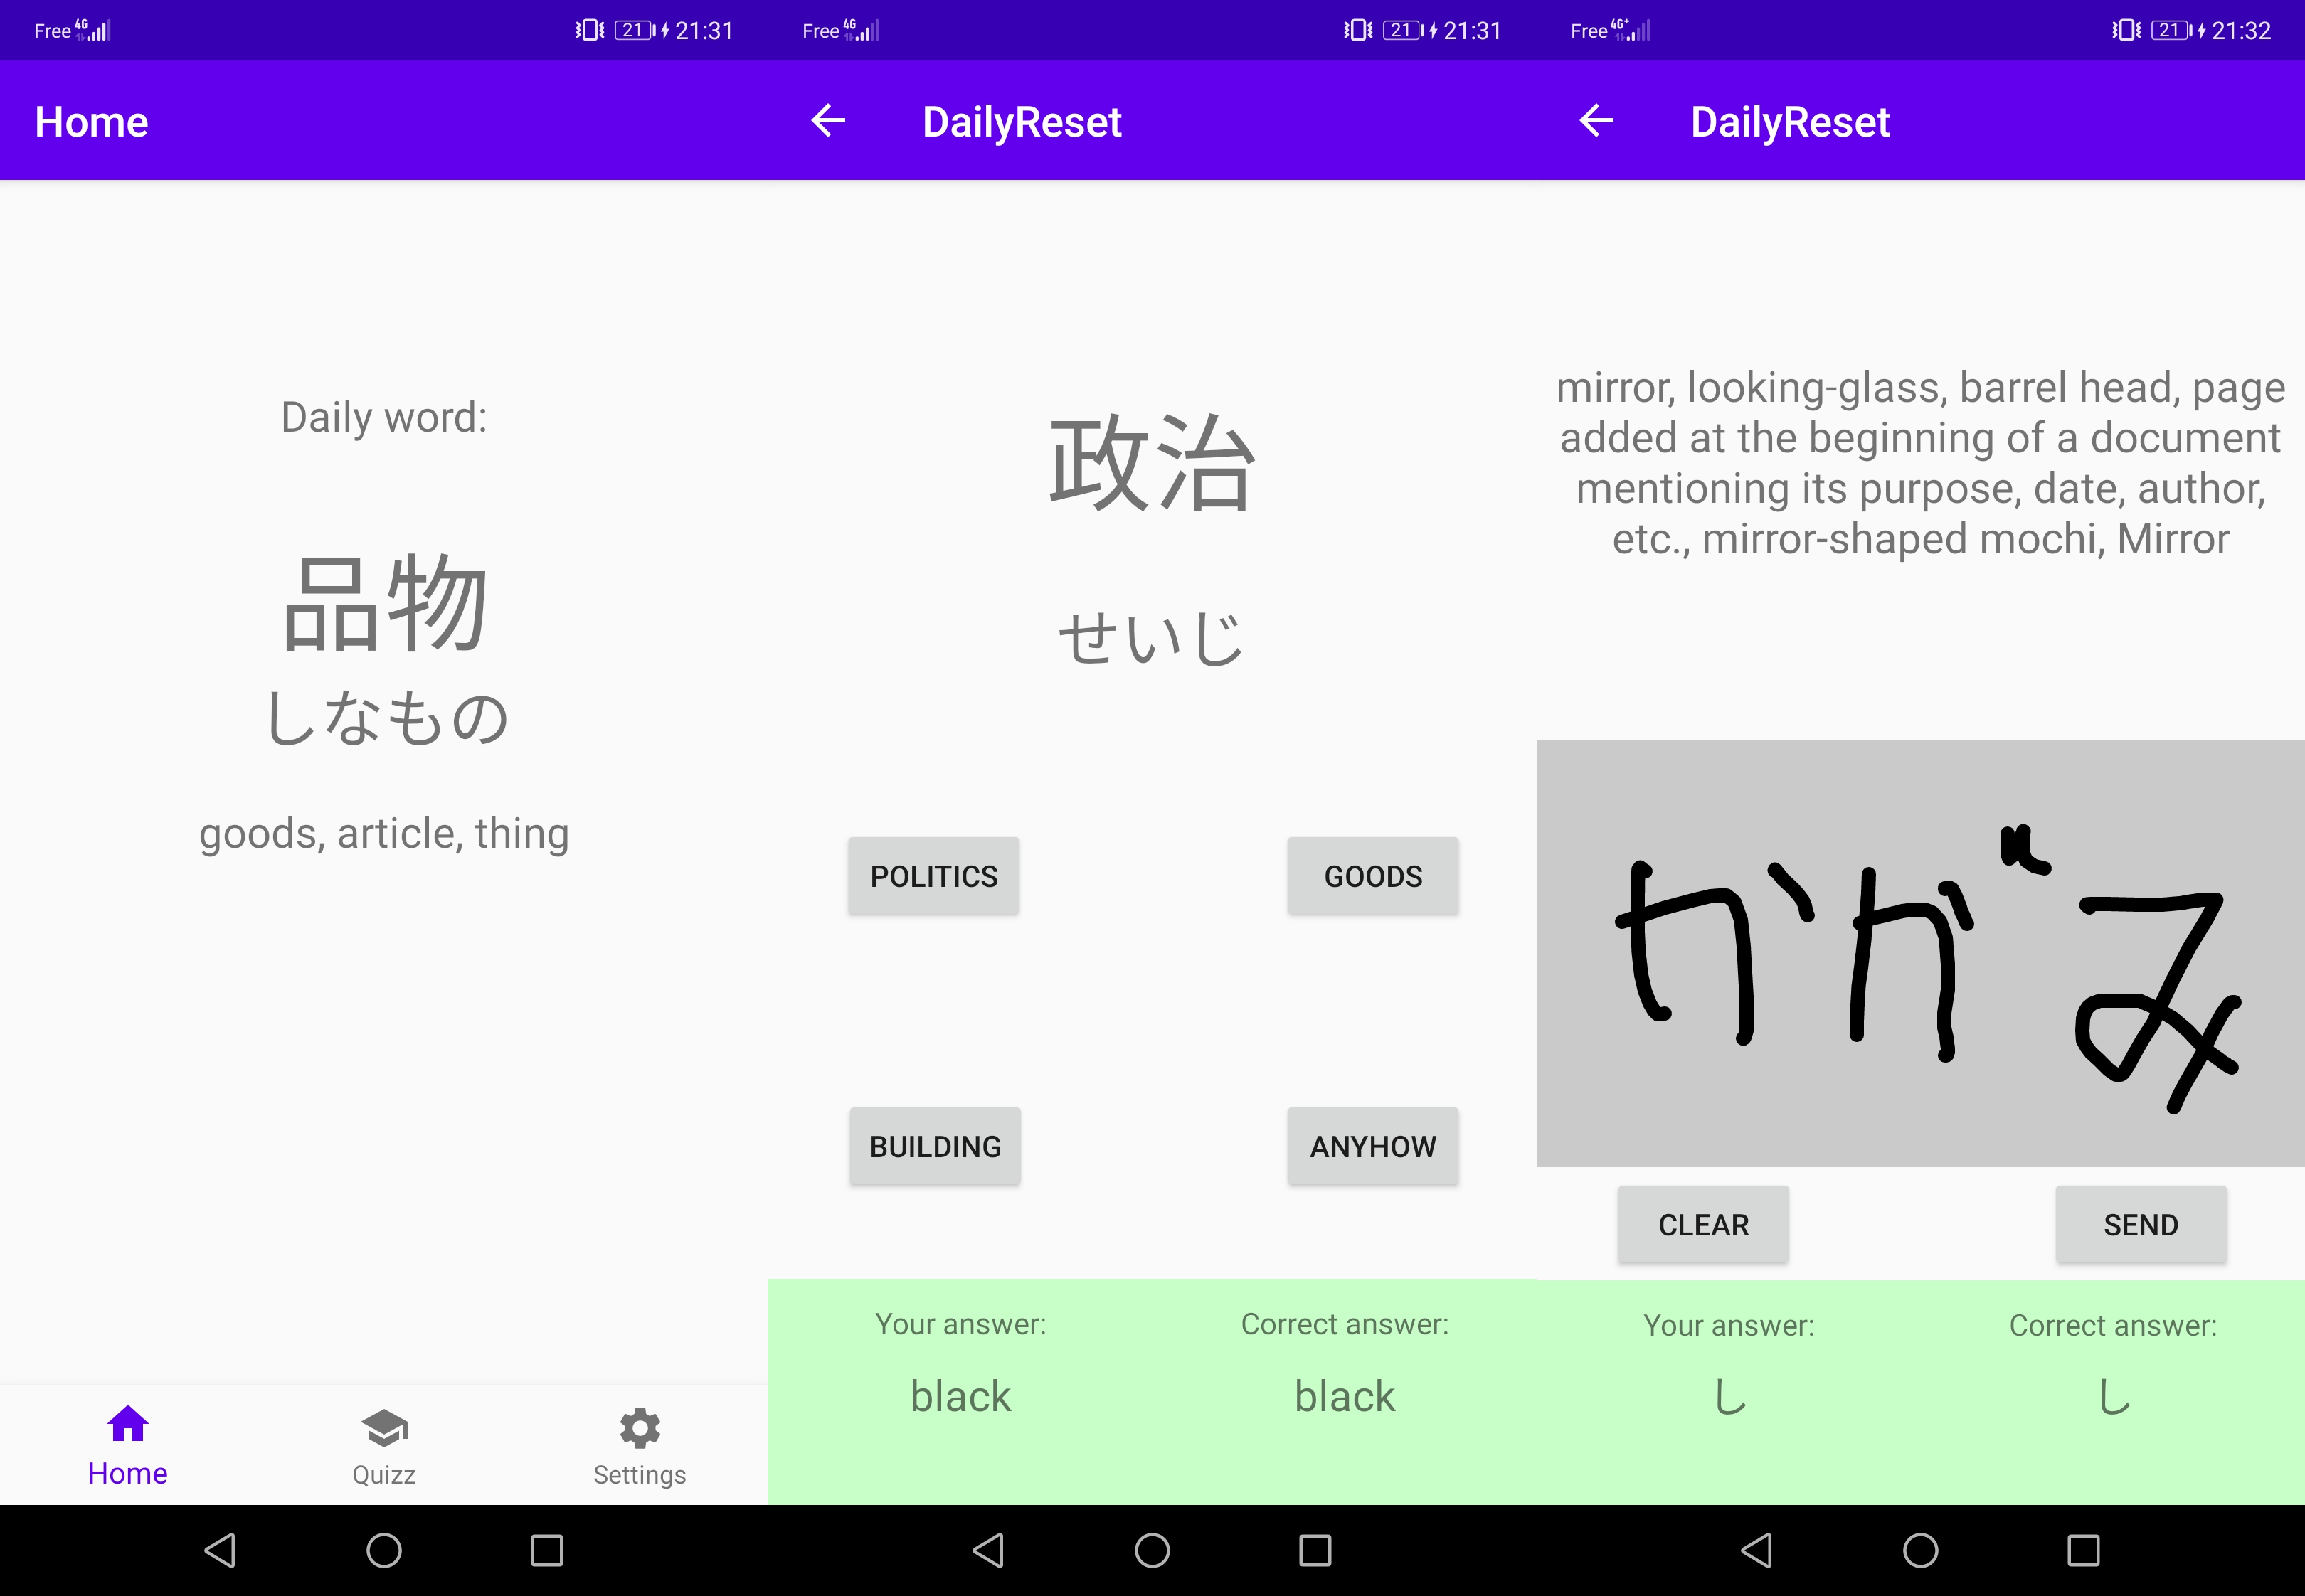 Free 4G 21 21:31
Home
Daily word:
品物
しなもの
goods, article, thing
Home Quizz Settings
Free 4G 21 21:31
DailyReset
政治
せいじ
POLITICS GOODS
BUILDING ANYHOW
Your answer: Correct answer:
black black
Free 4G+ 21 21:32
DailyReset
mirror, looking-glass, barrel head, page
added at the beginning of a document
mentioning its purpose, date, author,
etc., mirror-shaped mochi, Mirror
かがみ
CLEAR SEND
Your answer: Correct answer:
し し